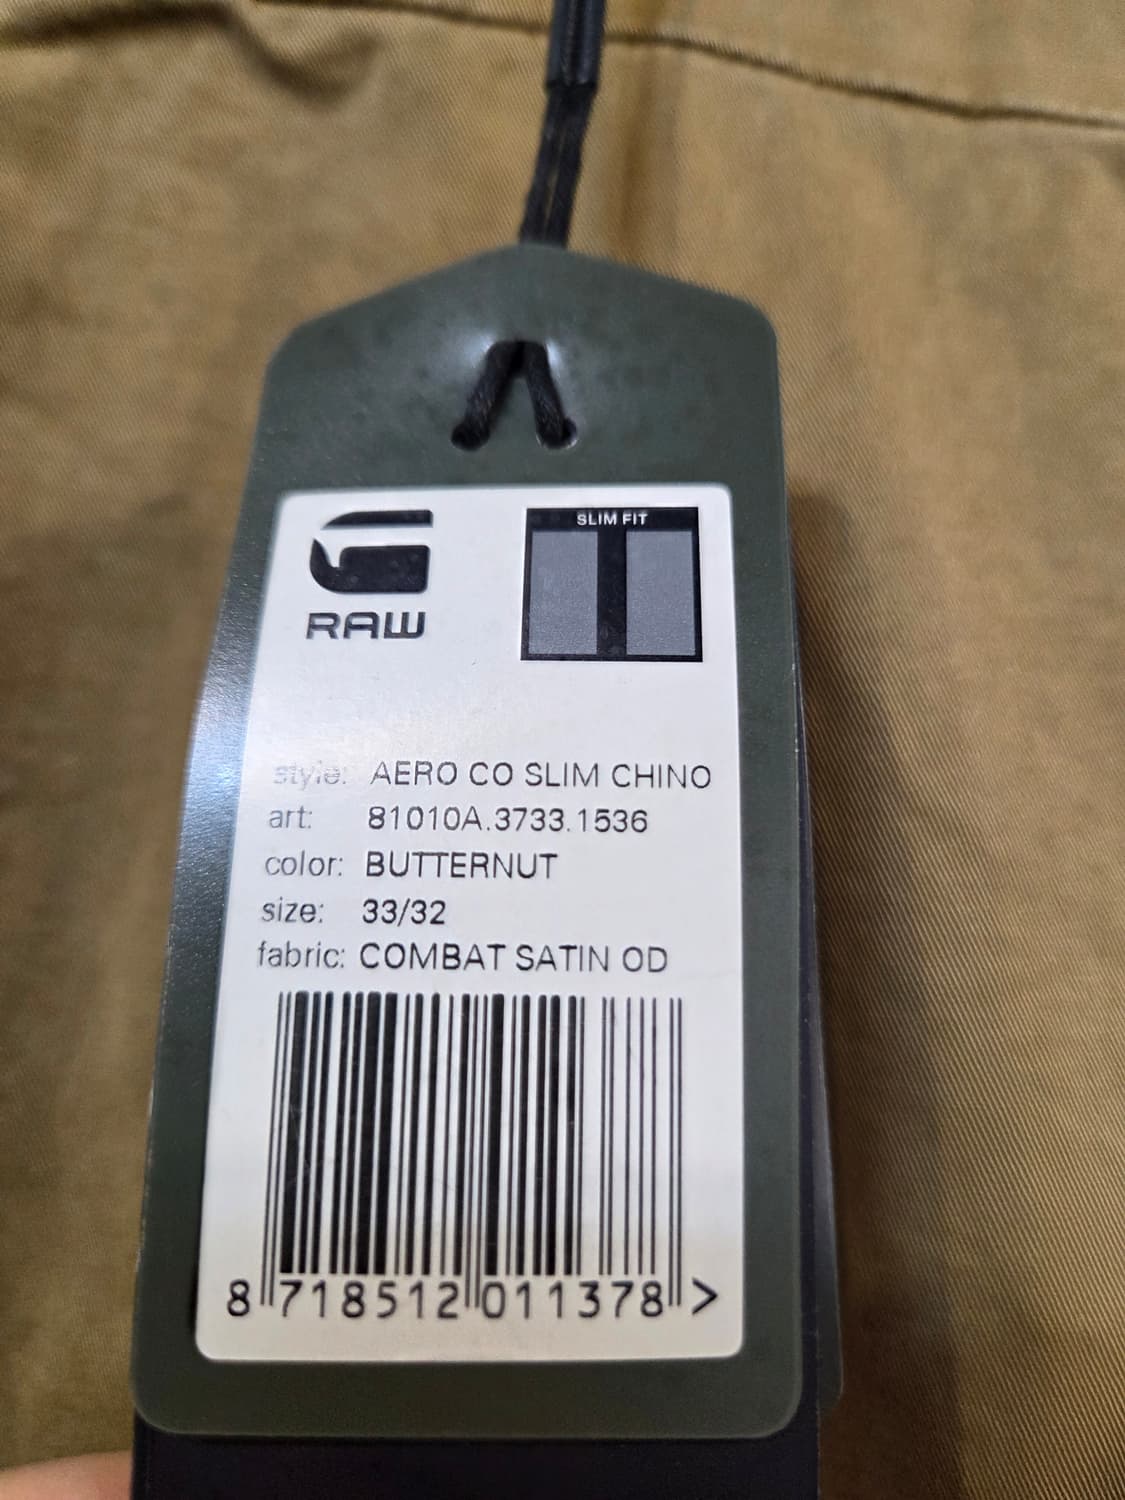 SLIM FIT
G
RAW
style: AERO CO SLIM CHINO
art: 81010A.3733.1536
color: BUTTERNUT
size: 33/32
fabric: COMBAT SATIN OD
8 718512 011378 >